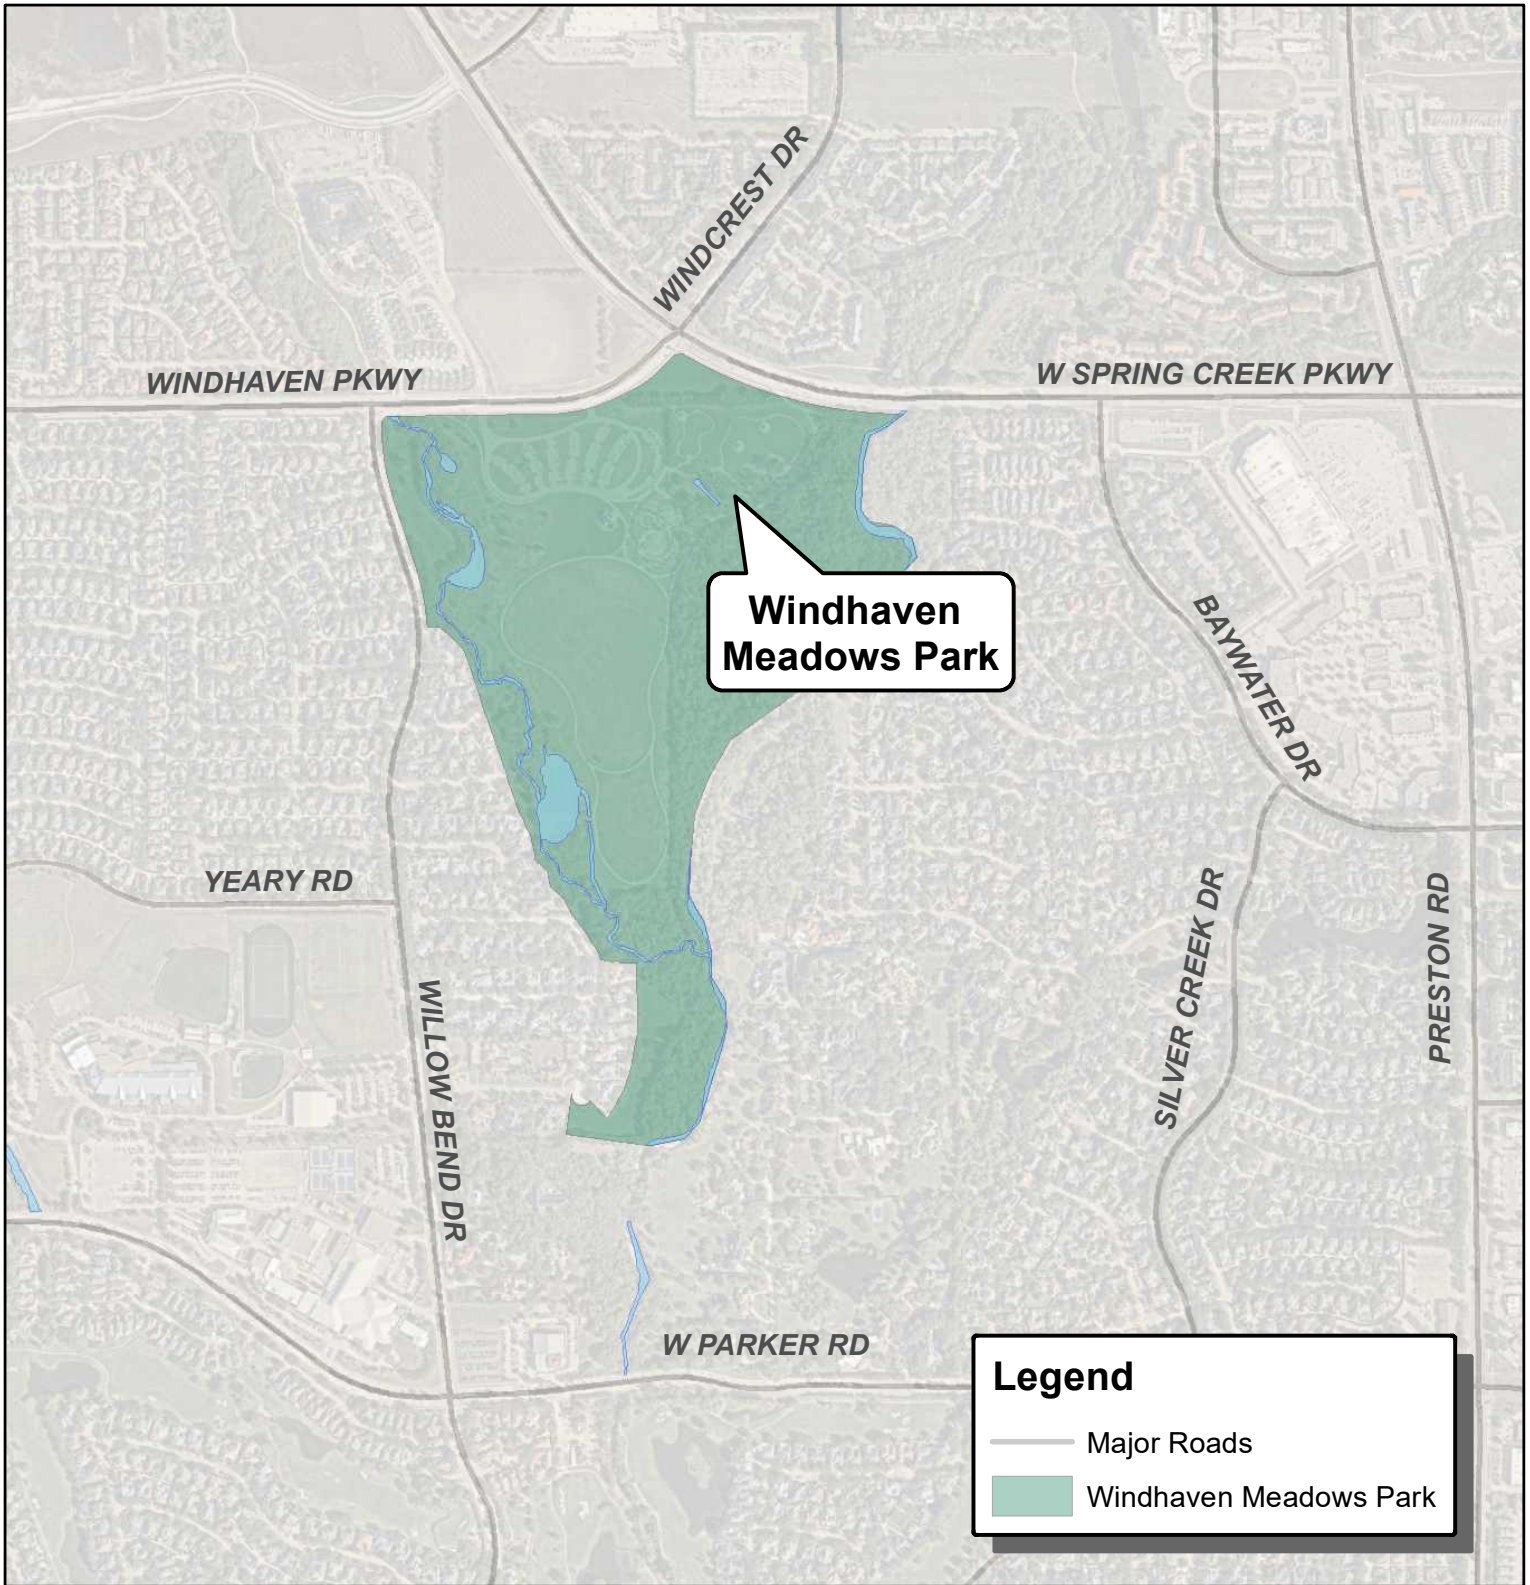 WINDCREST DR
WINDHAVEN PKWY
W SPRING CREEK PKWY
Windhaven
Meadows Park
BAYWATER DR
YEARY RD
SILVER CREEK DR
PRESTON RD
WILLOW BEND DR
W PARKER RD
Legend
Major Roads
Windhaven Meadows Park